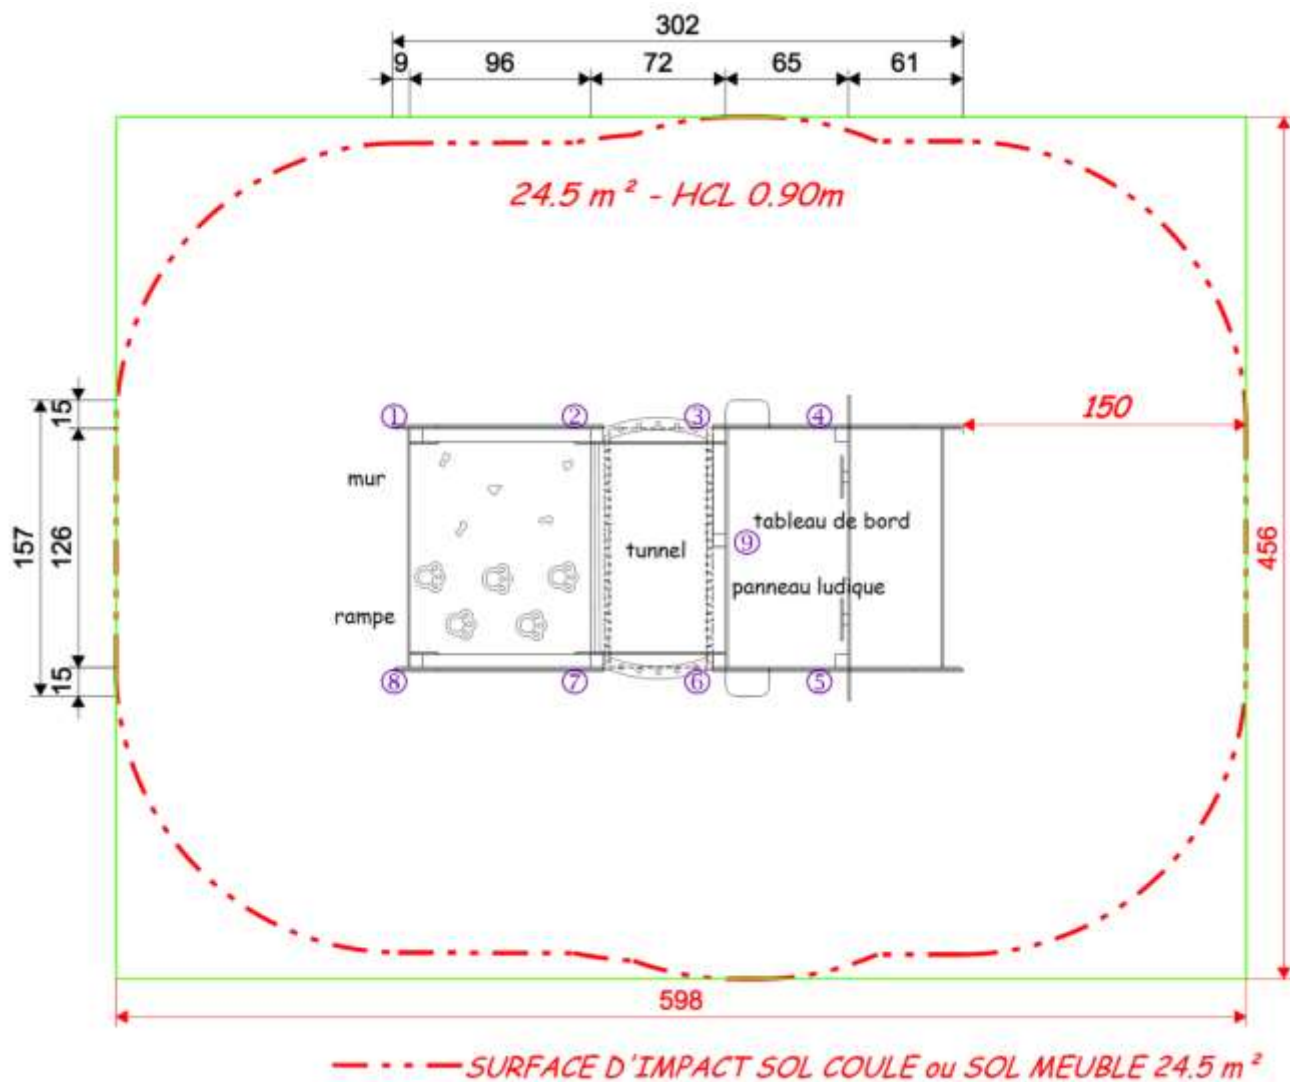 302
9 96 72 65 61
24.5 m² - HCL 0.90m
150
① ② ③ ④
15
mur
tableau de bord
⑨
tunnel
157
126
456
panneau ludique
rampe
⑧ ⑦ ⑥ ⑤
15
598
SURFACE D'IMPACT SOL COULE ou SOL MEUBLE 24.5 m²